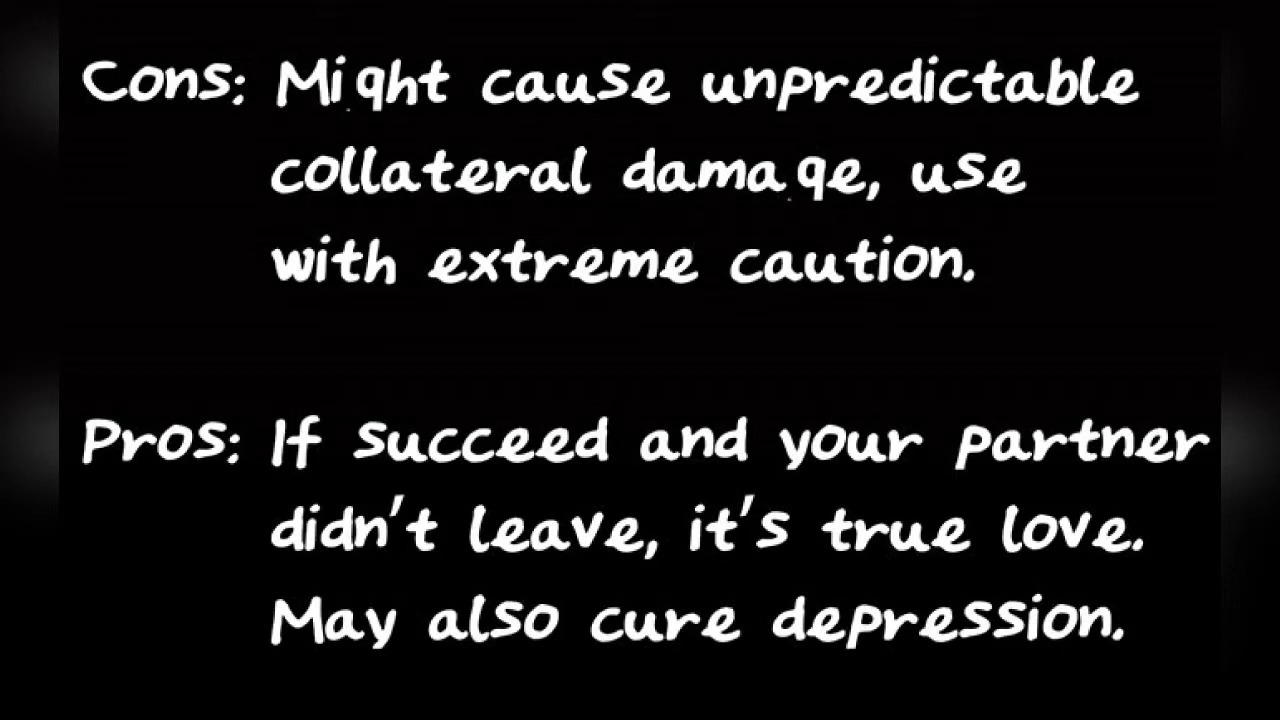 Cons: Might cause unpredictable
collateral damage, use
with extreme caution.
Pros: If succeed and your partner
didn't leave, it's true love.
May also cure depression.